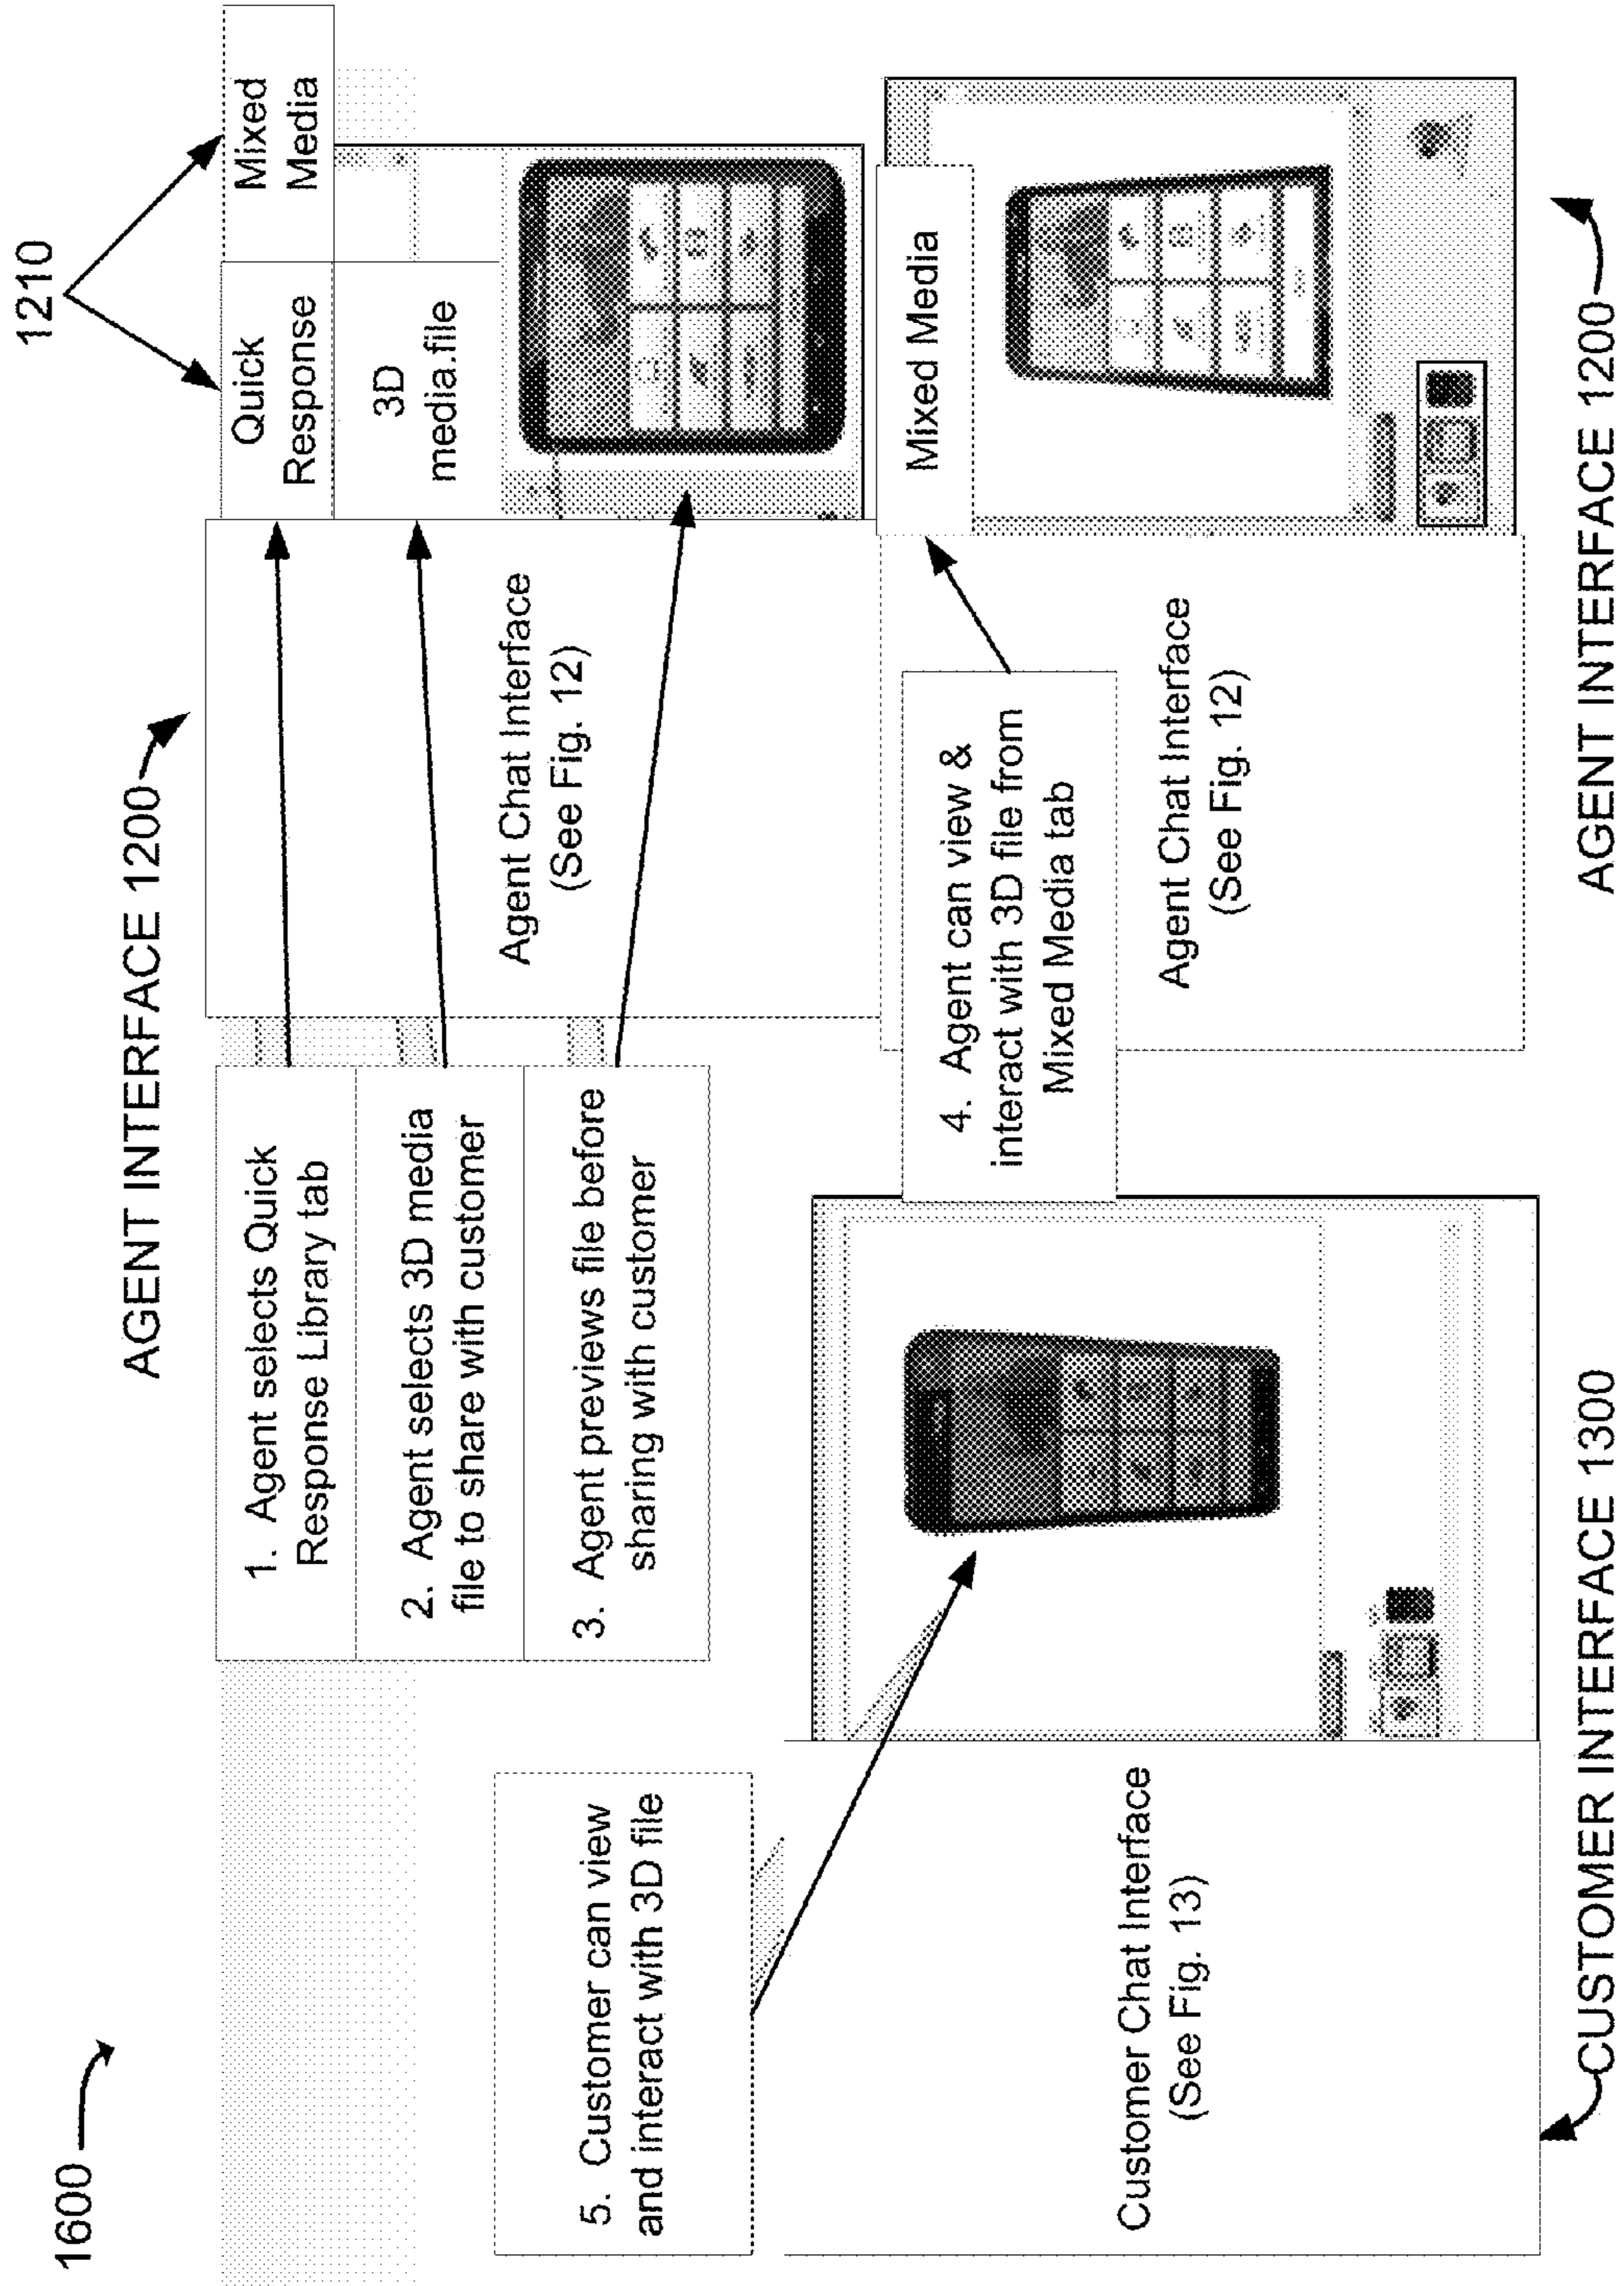 1600
AGENT INTERFACE 1200
1210
1. Agent selects Quick
Response Library tab
2. Agent selects 3D media
file to share with customer
3. Agent previews file before
sharing with customer
Agent Chat Interface
(See Fig. 12)
Quick
Response
Mixed
Media
3D
media.file
5. Customer can view
and interact with 3D file
4. Agent can view &
interact with 3D file from
Mixed Media tab
Mixed Media
Customer Chat Interface
(See Fig. 13)
Agent Chat Interface
(See Fig. 12)
CUSTOMER INTERFACE 1300
AGENT INTERFACE 1200